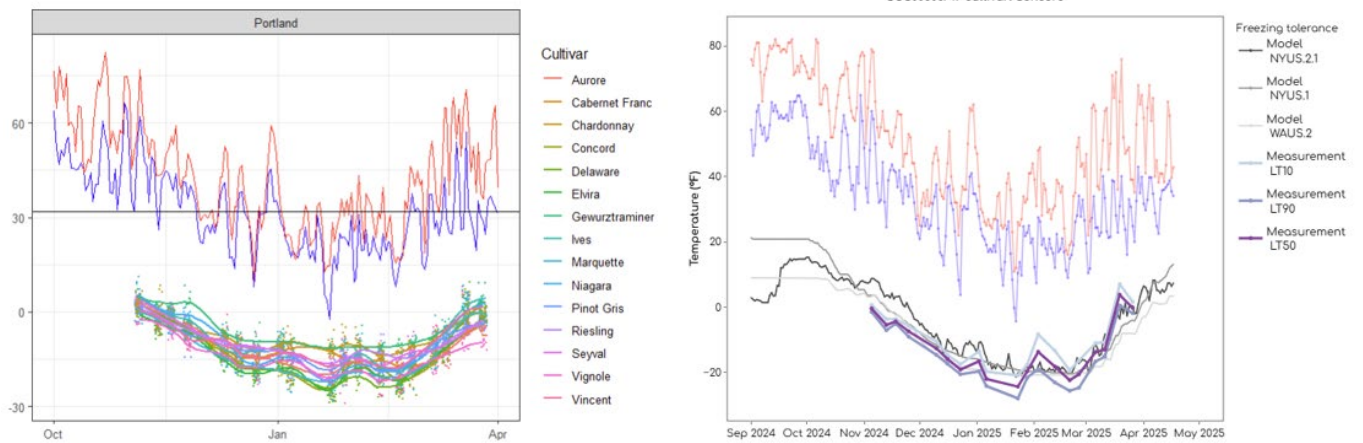 Portland
60
30
0
-30
Oct
Jan
Apr
Cultivar
Aurore
Cabernet Franc
Chardonnay
Concord
Delaware
Elvira
Gewurztraminer
Ives
Marquette
Niagara
Pinot Gris
Riesling
Seyval
Vignole
Vincent
Temperature (°F)
80
60
40
20
0
−20
Sep 2024
Oct 2024
Nov 2024
Dec 2024
Jan 2025
Feb 2025
Mar 2025
Apr 2025
May 2025
Freezing tolerance
Model
NYUS.2.1
Model
NYUS.1
Model
WAUS.2
Measurement
LT10
Measurement
LT90
Measurement
LT50